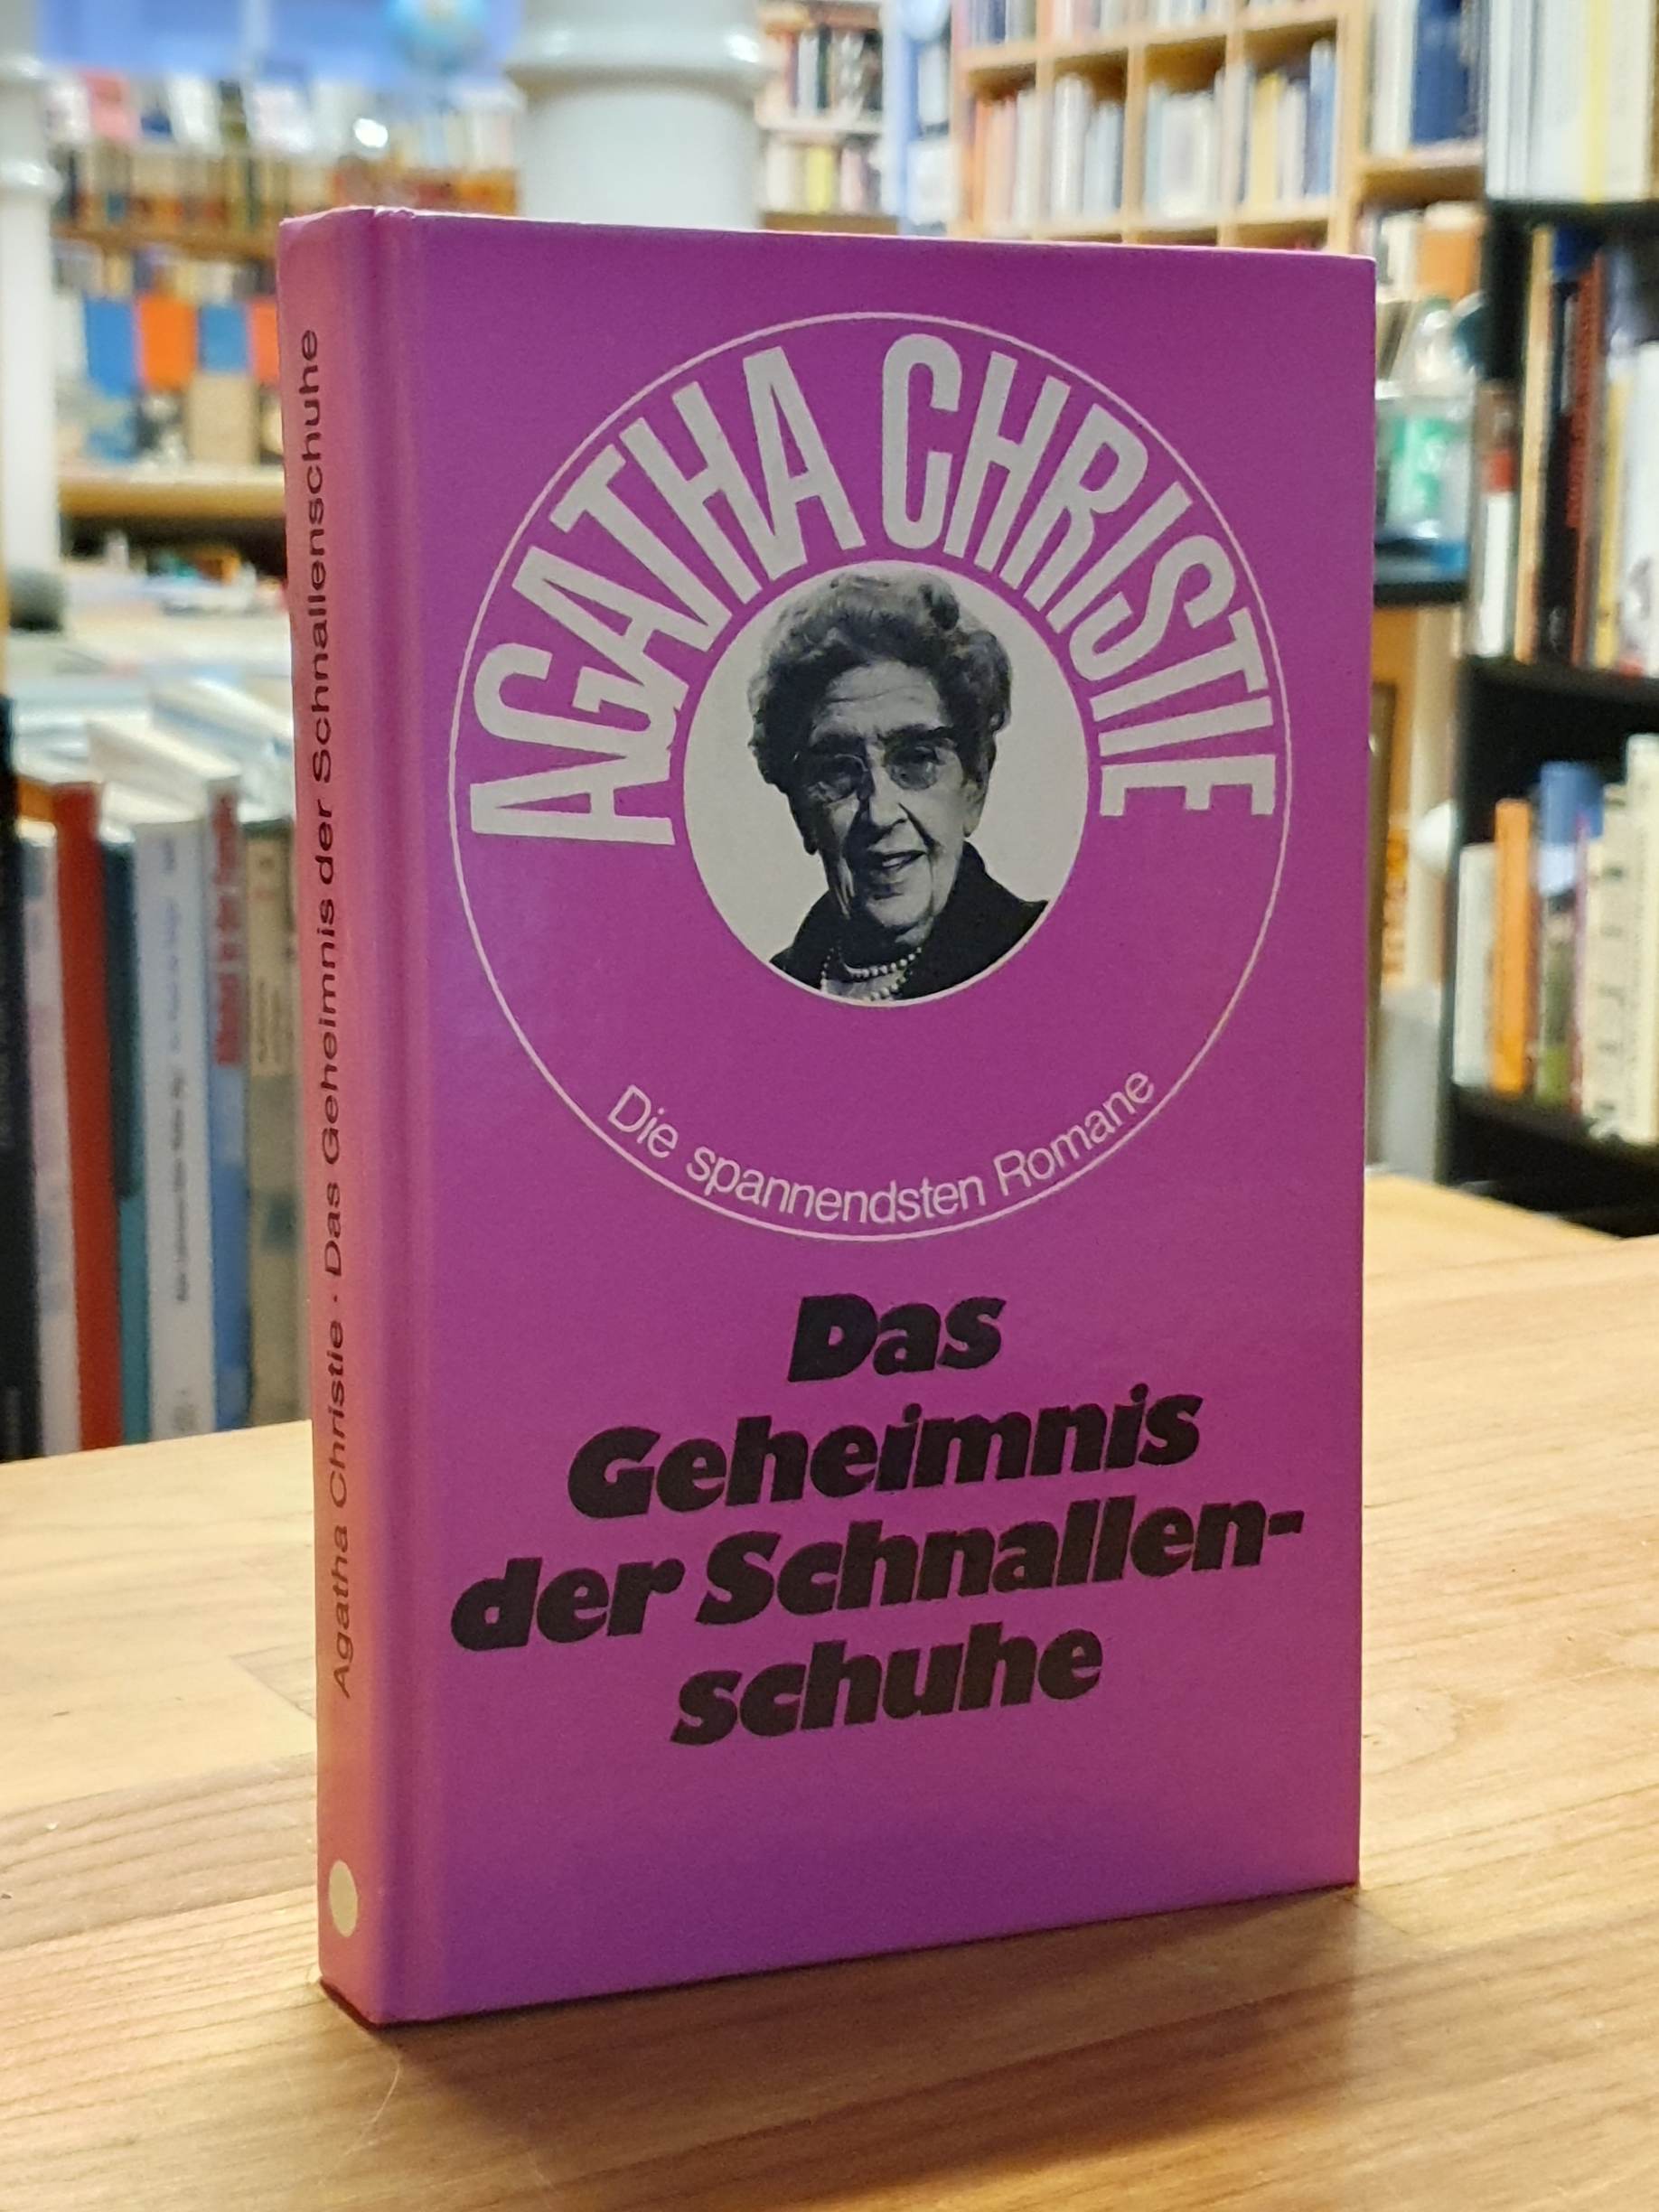 AGATHA CHRISTIE
Die spannendsten Romane
Das
Geheimnis
der Schnallen-
schuhe
Agatha Christie · Das Geheimnis der Schnallenschuhe